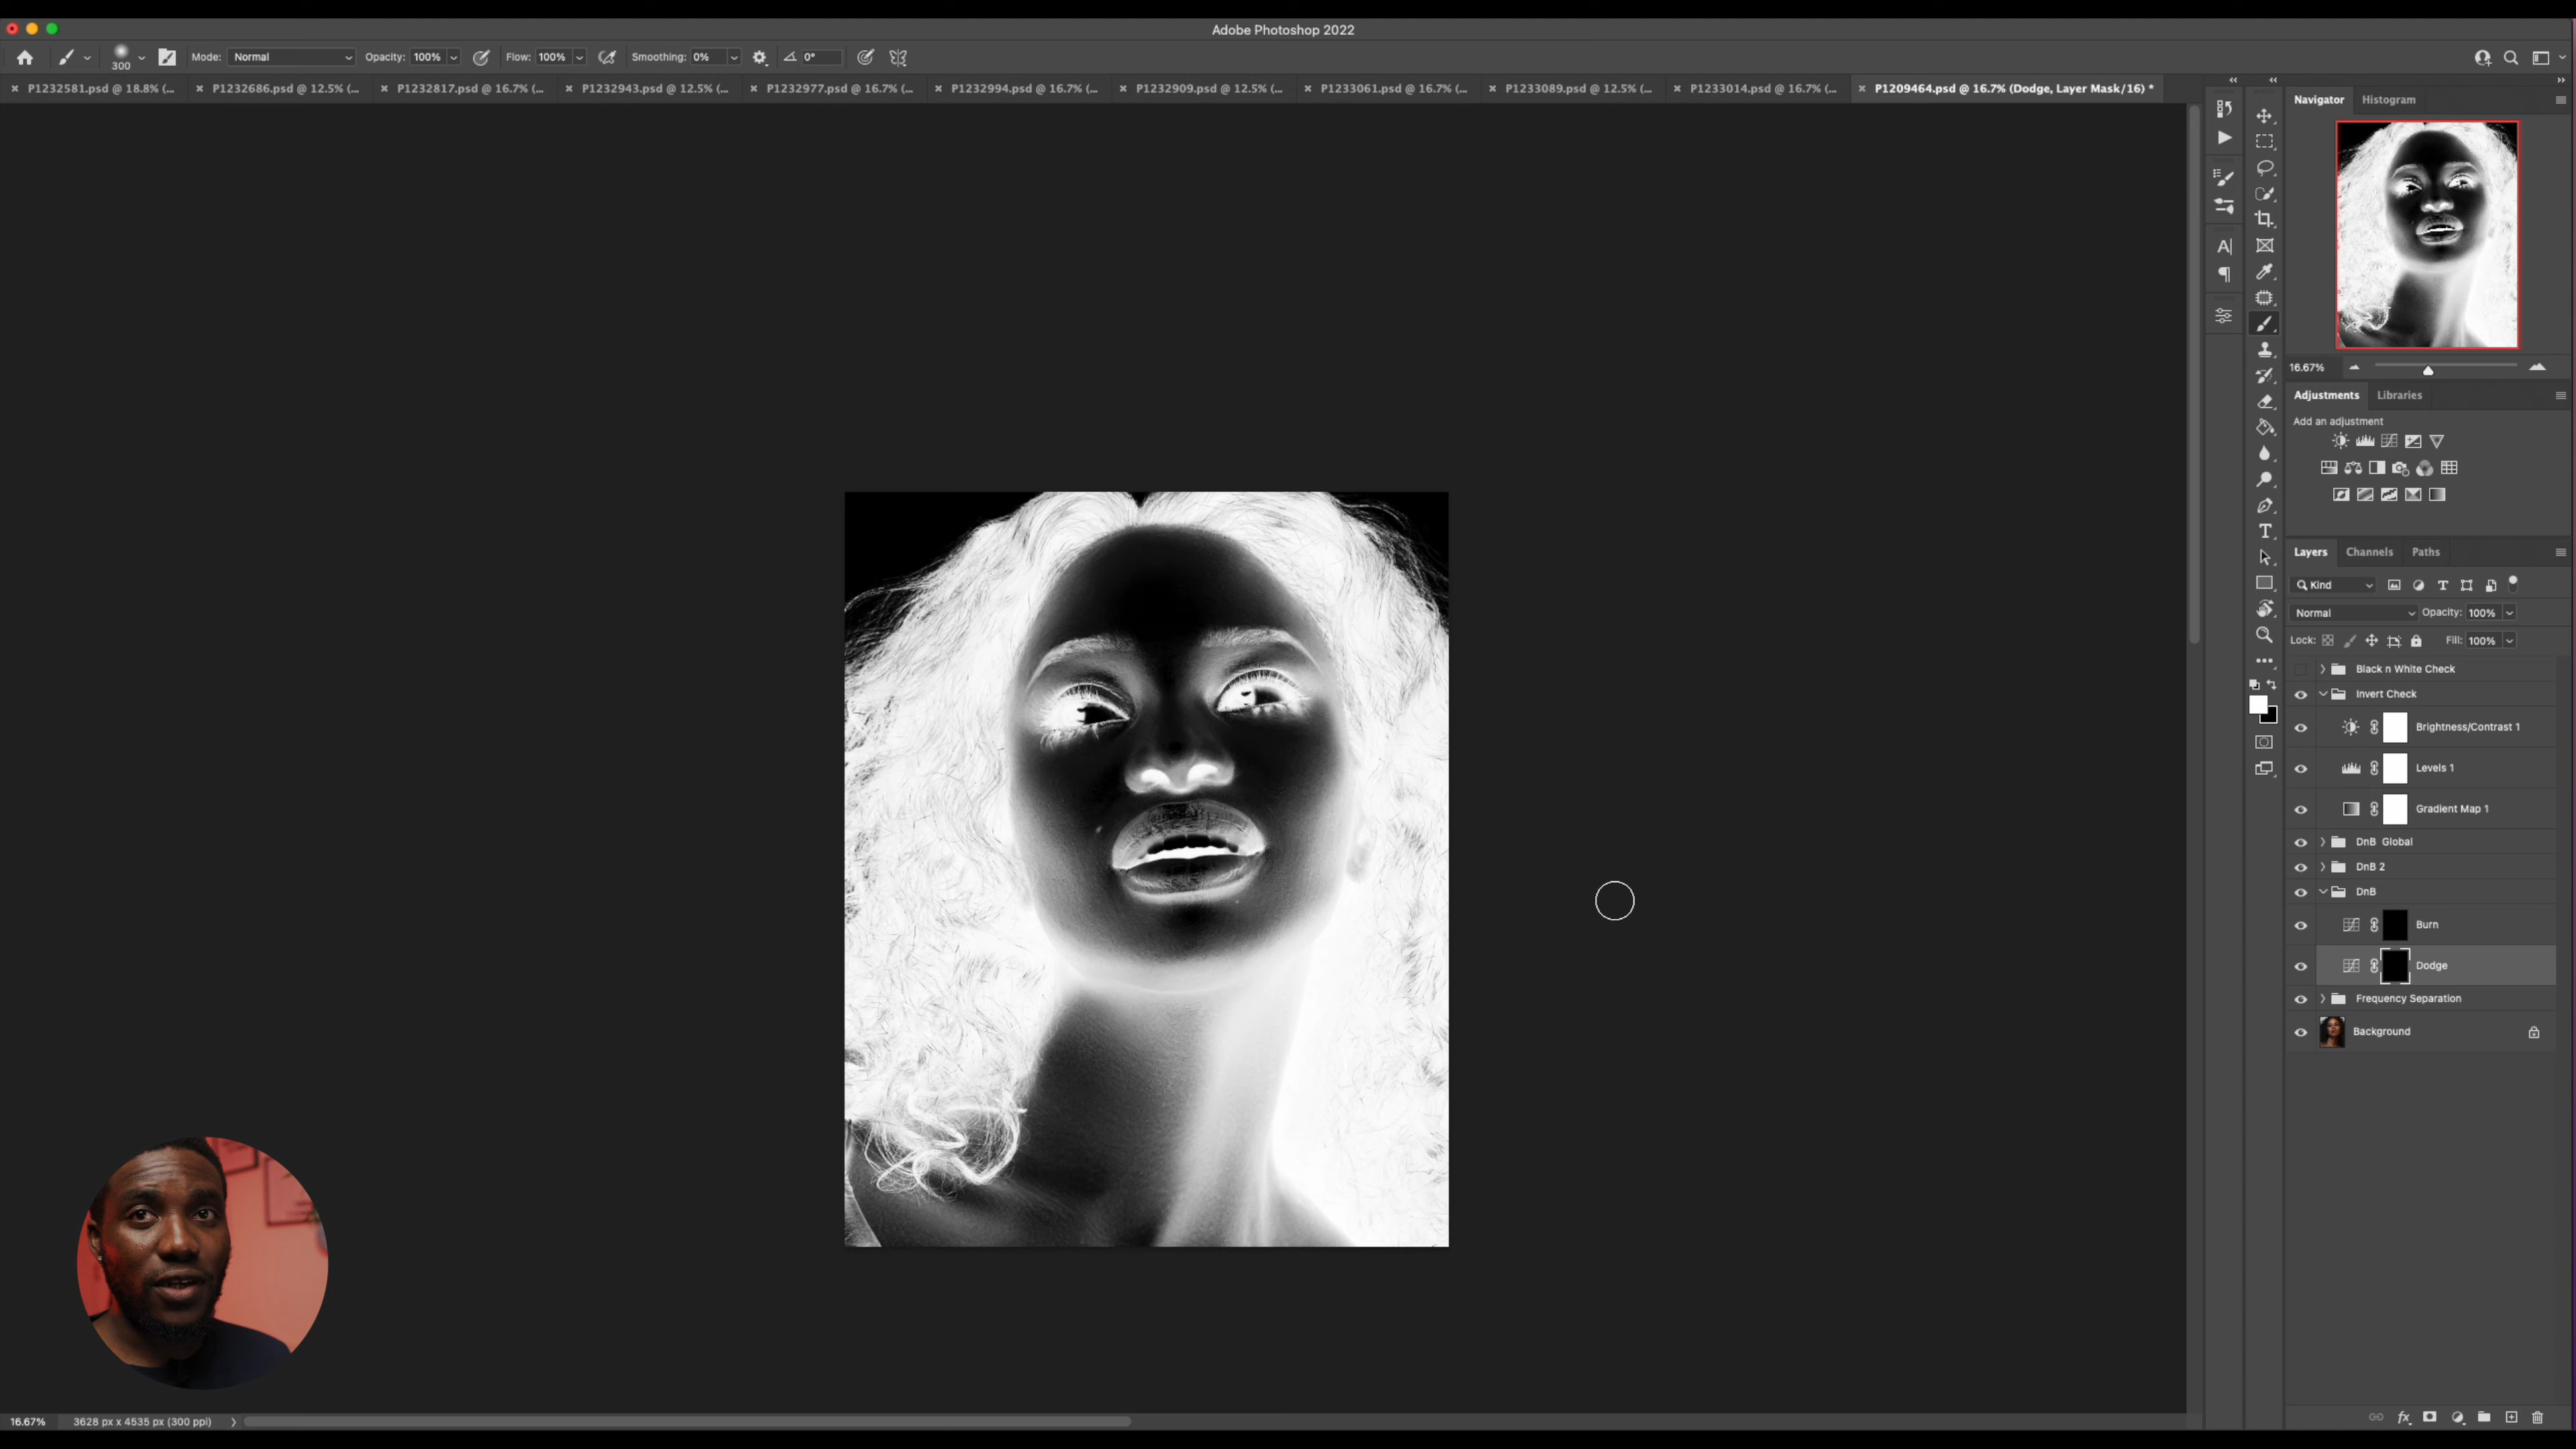 Adobe Photoshop 2022
300
Mode: Normal
Opacity: 100%
Flow: 100%
Smoothing: 0%
0°
P1232581.psd @ 18.8% (...
P1232686.psd @ 12.5% (...
P1232817.psd @ 16.7% (...
P1232943.psd @ 12.5% (...
P1232977.psd @ 16.7% (...
P1232994.psd @ 16.7% (...
P1232909.psd @ 12.5% (...
P1233061.psd @ 16.7% (...
P1233089.psd @ 12.5% (...
P1233014.psd @ 16.7% (...
P1209464.psd @ 16.7% (Dodge, Layer Mask/16) *
Navigator Histogram
16.67%
Adjustments Libraries
Add an adjustment
Layers Channels Paths
Kind
Normal Opacity: 100%
Lock: Fill: 100%
Black n White Check
Invert Check
Brightness/Contrast 1
Levels 1
Gradient Map 1
DnB Global
DnB 2
DnB
Burn
Dodge
Frequency Separation
Background
16.67% 3628 px x 4535 px (300 ppi)